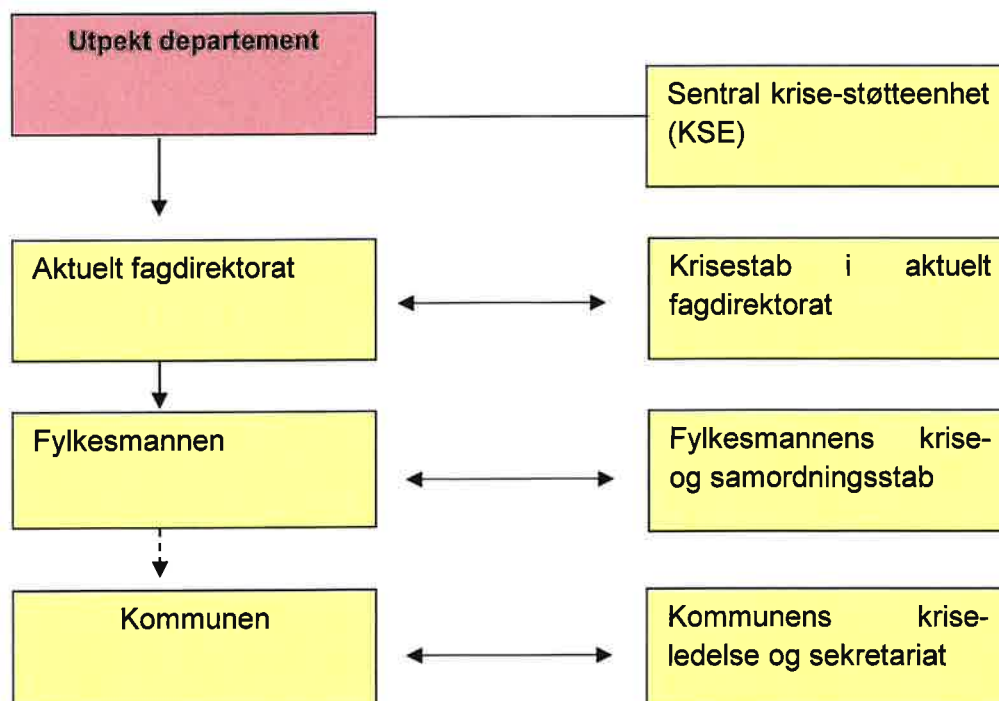 Utpekt departement
Sentral krise-støtteenhet
(KSE)
Aktuelt fagdirektorat
Krisestab i aktuelt
fagdirektorat
Fylkesmannen
Fylkesmannens krise-
og samordningsstab
Kommunen
Kommunens krise-
ledelse og sekretariat